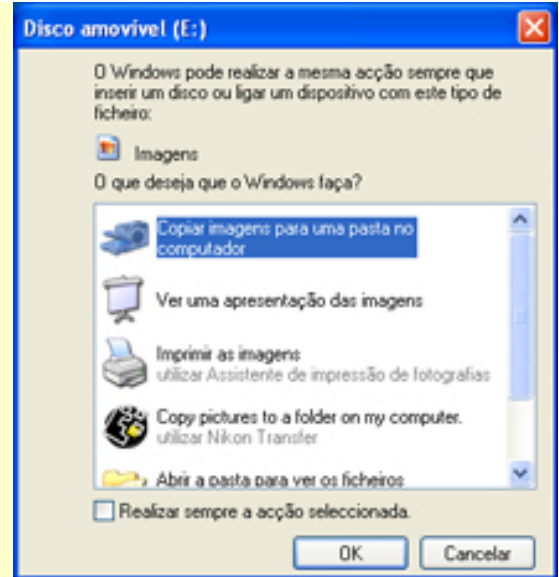 Disco amovível (E:)
O Windows pode realizar a mesma acção sempre que
inserir um disco ou ligar um dispositivo com este tipo de
ficheiro:
Imagens
O que deseja que o Windows faça?
Copiar imagens para uma pasta no
computador
Ver uma apresentação das imagens
Imprimir as imagens
utilizar Assistente de impressão de fotografias
Copy pictures to a folder on my computer.
utilizar Nikon Transfer
Abrir a pasta para ver os ficheiros
Realizar sempre a acção seleccionada.
OK
Cancelar